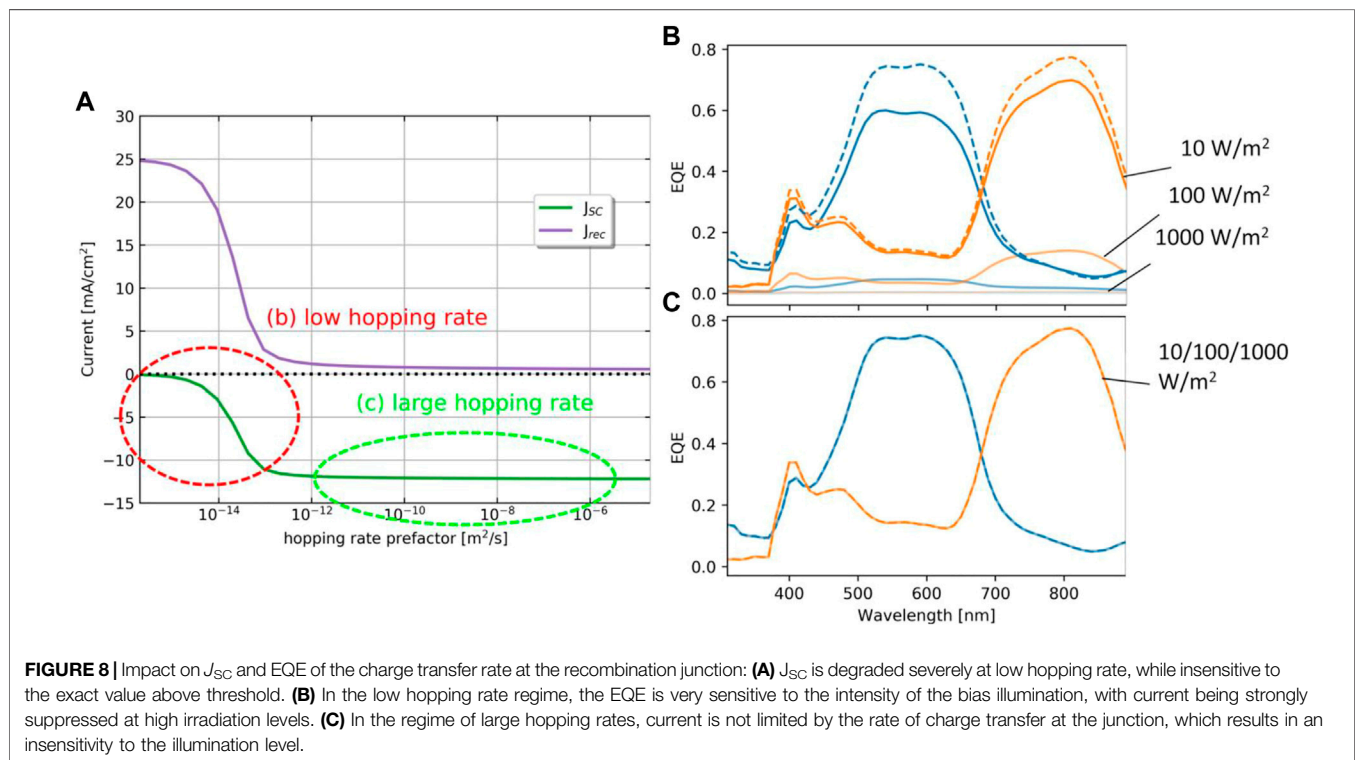 A
30
25
20
15
10
5
0
−5
−10
−15
Current [mA/cm²]
J_SC
J_rec
(b) low hopping rate
(c) large hopping rate
10⁻¹⁴
10⁻¹²
10⁻¹⁰
10⁻⁸
10⁻⁶
hopping rate prefactor [m²/s]
B
0.8
0.6
0.4
0.2
0.0
EQE
10 W/m²
100 W/m²
1000 W/m²
C
0.8
0.6
0.4
0.2
0.0
EQE
10/100/1000
W/m²
400
500
600
700
800
Wavelength [nm]
FIGURE 8 | Impact on J_SC and EQE of the charge transfer rate at the recombination junction: (A) J_SC is degraded severely at low hopping rate, while insensitive to
the exact value above threshold. (B) In the low hopping rate regime, the EQE is very sensitive to the intensity of the bias illumination, with current being strongly
suppressed at high irradiation levels. (C) In the regime of large hopping rates, current is not limited by the rate of charge transfer at the junction, which results in an
insensitivity to the illumination level.